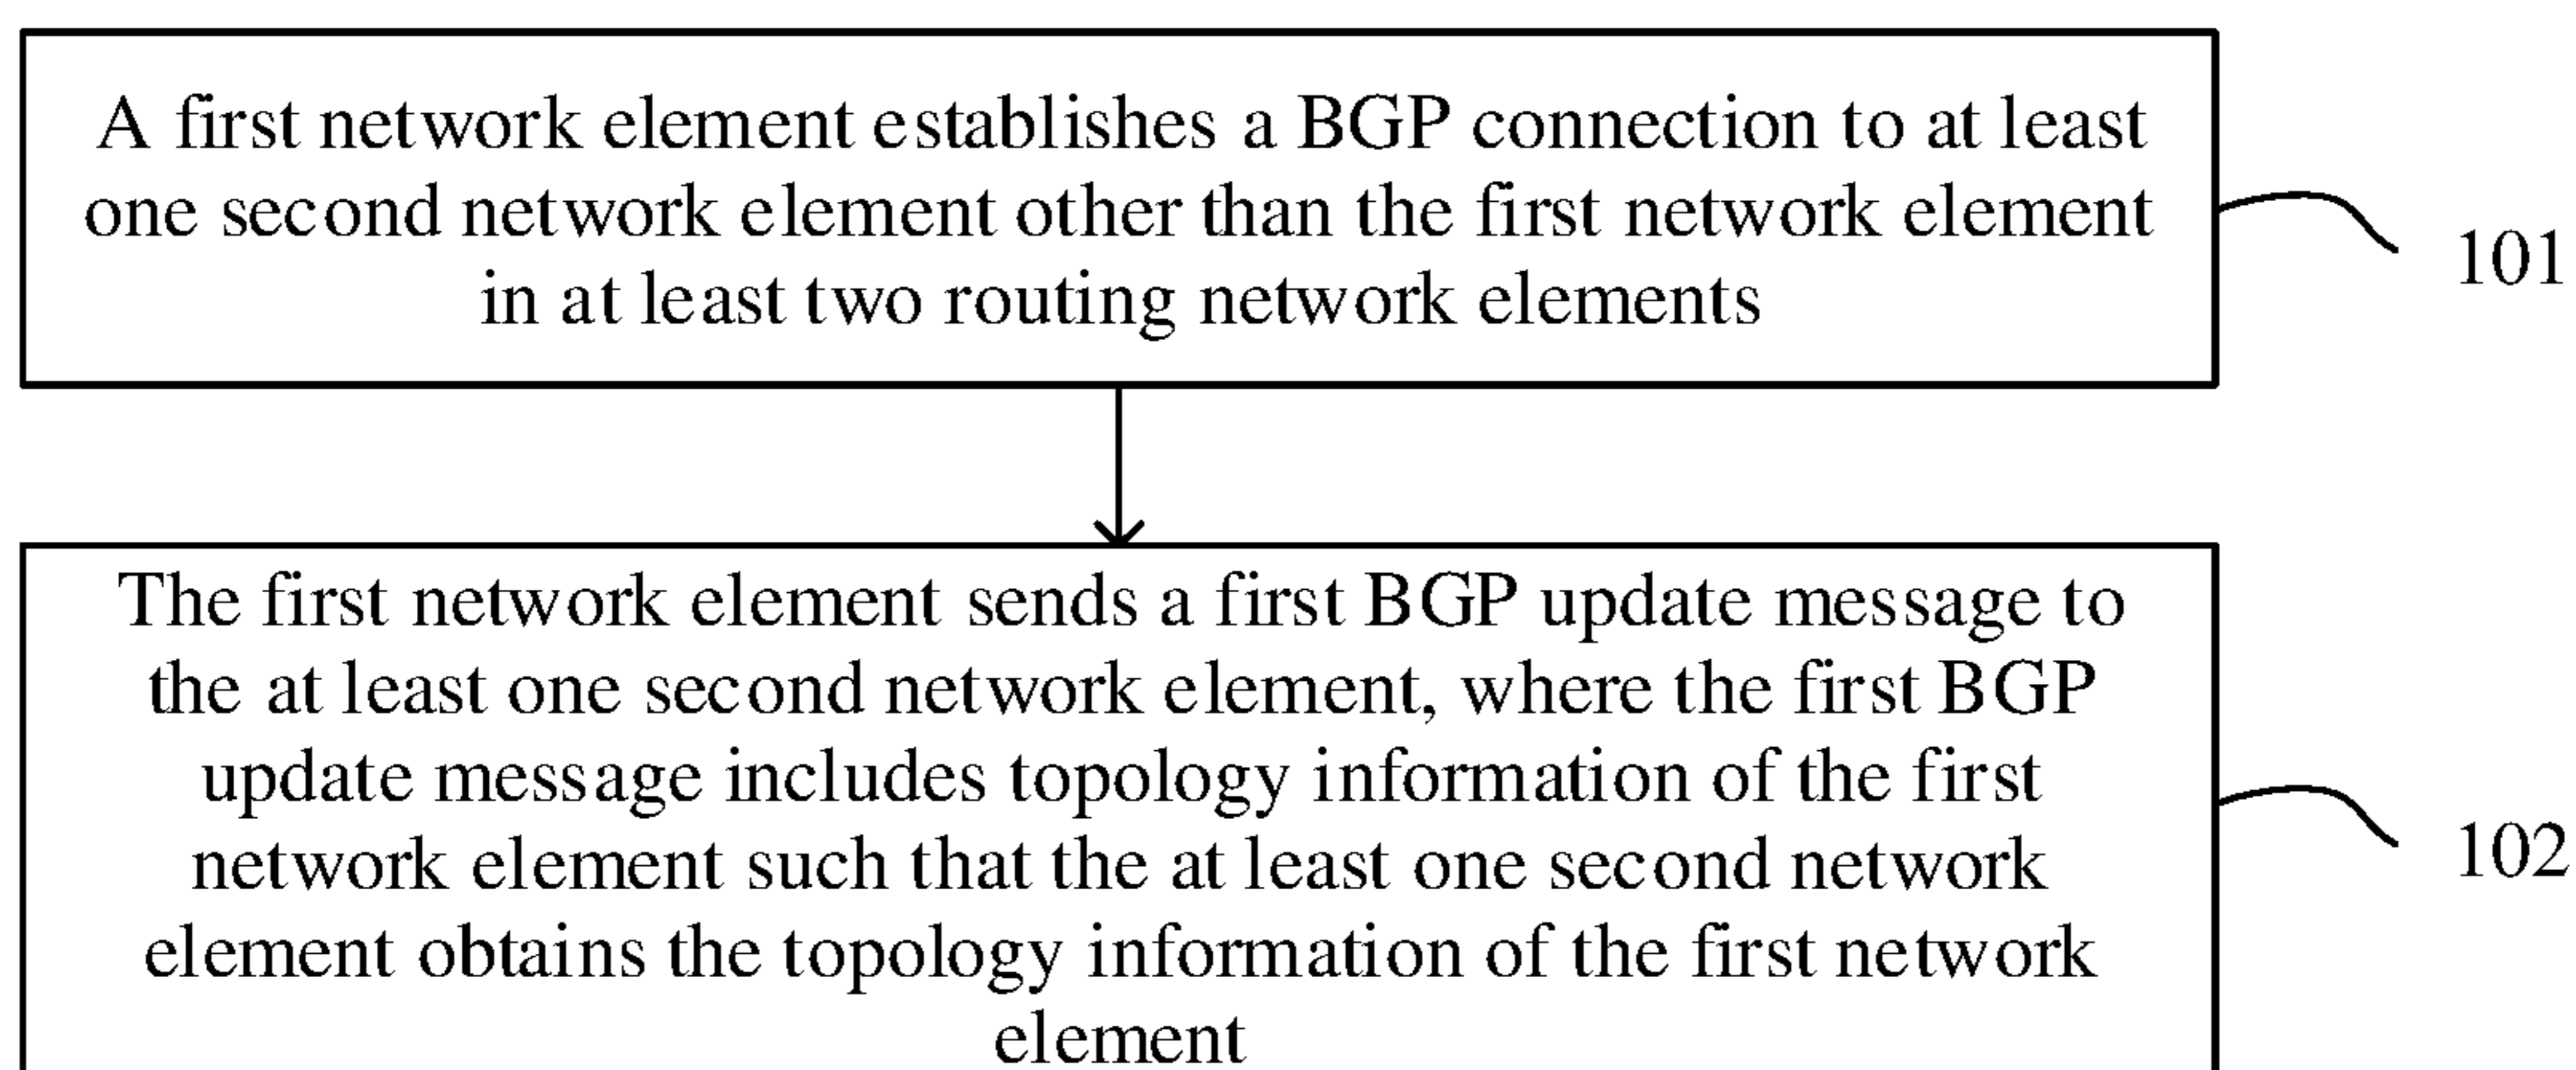 A first network element establishes a BGP connection to at least
one second network element other than the first network element
in at least two routing network elements
101
The first network element sends a first BGP update message to
the at least one second network element, where the first BGP
update message includes topology information of the first
network element such that the at least one second network
element obtains the topology information of the first network
element
102